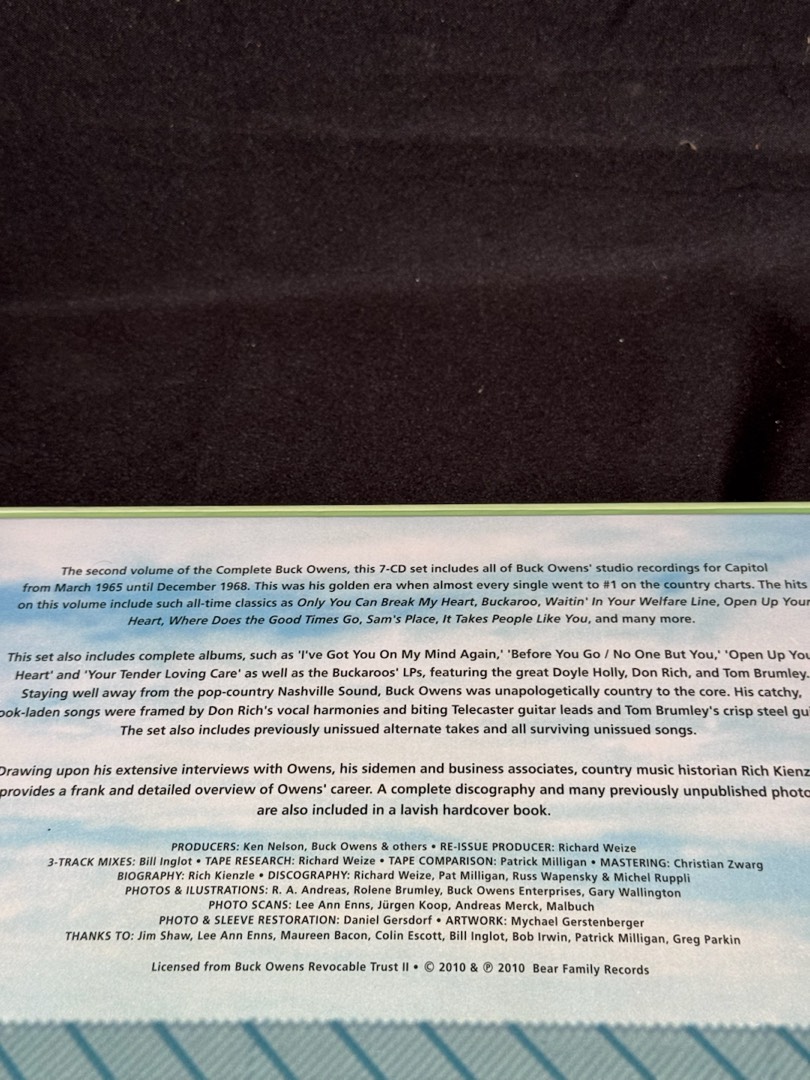 The second volume of the Complete Buck Owens, this 7-CD set includes all of Buck Owens' studio recordings for Capitol
from March 1965 until December 1968. This was his golden era when almost every single went to #1 on the country charts. The hits
on this volume include such all-time classics as Only You Can Break My Heart, Buckaroo, Waitin' In Your Welfare Line, Open Up Your
Heart, Where Does the Good Times Go, Sam's Place, It Takes People Like You, and many more.
This set also includes complete albums, such as 'I've Got You On My Mind Again,' 'Before You Go / No One But You,' 'Open Up
Heart' and 'Your Tender Loving Care' as well as the Buckaroos' LPs, featuring the great Doyle Holly, Don Rich, and Tom Brumley.
Staying well away from the pop-country Nashville Sound, Buck Owens was unapologetically country to the core. His catchy,
ook-laden songs were framed by Don Rich's vocal harmonies and biting Telecaster guitar leads and Tom Brumley's crisp steel
The set also includes previously unissued alternate takes and all surviving unissued songs.
Drawing upon his extensive interviews with Owens, his sidemen and business associates, country music historian Rich Kienz
provides a frank and detailed overview of Owens' career. A complete discography and many previously unpublished photo
are also included in a lavish hardcover book.
PRODUCERS: Ken Nelson, Buck Owens & others • RE-ISSUE PRODUCER: Richard Weize
3-TRACK MIXES: Bill Inglot • TAPE RESEARCH: Richard Weize • TAPE COMPARISON: Patrick Milligan • MASTERING: Christian Zwarg
BIOGRAPHY: Rich Kienzle • DISCOGRAPHY: Richard Weize, Pat Milligan, Russ Wapensky & Michel Ruppli
PHOTOS & ILUSTRATIONS: R. A. Andreas, Rolene Brumley, Buck Owens Enterprises, Gary Wallington
PHOTO SCANS: Lee Ann Enns, Jürgen Koop, Andreas Merck, Malbuch
PHOTO & SLEEVE RESTORATION: Daniel Gersdorf • ARTWORK: Mychael Gerstenberger
THANKS TO: Jim Shaw, Lee Ann Enns, Maureen Bacon, Colin Escott, Bill Inglot, Bob Irwin, Patrick Milligan, Greg Parkin
Licensed from Buck Owens Revocable Trust II • © 2010 & ℗ 2010 Bear Family Records